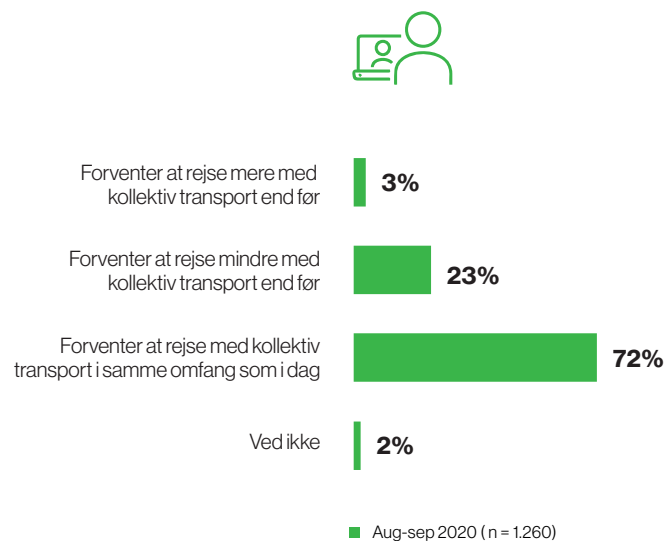 Forventer at rejse mere med
kollektiv transport end før
3%
Forventer at rejse mindre med
kollektiv transport end før
23%
Forventer at rejse med kollektiv
transport i samme omfang som i dag
72%
Ved ikke
2%
Aug-sep 2020 ( n = 1.260)